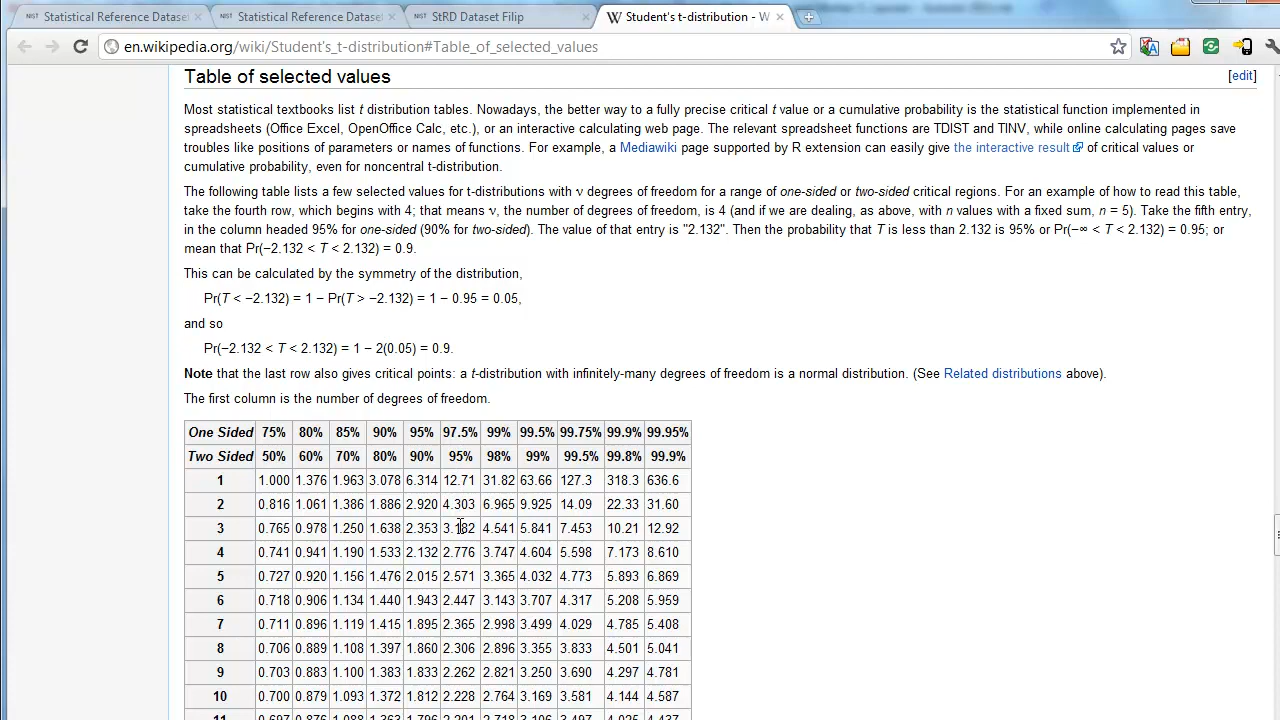 Statistical Reference Datase Statistical Reference Datase StRD Dataset Filip Student's t-distribution - W
en.wikipedia.org/wiki/Student's_t-distribution#Table_of_selected_values
Table of selected values [edit]
Most statistical textbooks list t distribution tables. Nowadays, the better way to a fully precise critical t value or a cumulative probability is the statistical function implemented in
spreadsheets (Office Excel, OpenOffice Calc, etc.), or an interactive calculating web page. The relevant spreadsheet functions are TDIST and TINV, while online calculating pages save
troubles like positions of parameters or names of functions. For example, a Mediawiki page supported by R extension can easily give the interactive result of critical values or
cumulative probability, even for noncentral t-distribution.
The following table lists a few selected values for t-distributions with ν degrees of freedom for a range of one-sided or two-sided critical regions. For an example of how to read this table,
take the fourth row, which begins with 4; that means ν, the number of degrees of freedom, is 4 (and if we are dealing, as above, with n values with a fixed sum, n = 5). Take the fifth entry,
in the column headed 95% for one-sided (90% for two-sided). The value of that entry is "2.132". Then the probability that T is less than 2.132 is 95% or Pr(−∞ < T < 2.132) = 0.95; or
mean that Pr(−2.132 < T < 2.132) = 0.9.
This can be calculated by the symmetry of the distribution,
Pr(T < −2.132) = 1 − Pr(T > −2.132) = 1 − 0.95 = 0.05,
and so
Pr(−2.132 < T < 2.132) = 1 − 2(0.05) = 0.9.
Note that the last row also gives critical points: a t-distribution with infinitely-many degrees of freedom is a normal distribution. (See Related distributions above).
The first column is the number of degrees of freedom.
One Sided 75% 80% 85% 90% 95% 97.5% 99% 99.5% 99.75% 99.9% 99.95%
Two Sided 50% 60% 70% 80% 90% 95% 98% 99% 99.5% 99.8% 99.9%
1 1.000 1.376 1.963 3.078 6.314 12.71 31.82 63.66 127.3 318.3 636.6
2 0.816 1.061 1.386 1.886 2.920 4.303 6.965 9.925 14.09 22.33 31.60
3 0.765 0.978 1.250 1.638 2.353 3.182 4.541 5.841 7.453 10.21 12.92
4 0.741 0.941 1.190 1.533 2.132 2.776 3.747 4.604 5.598 7.173 8.610
5 0.727 0.920 1.156 1.476 2.015 2.571 3.365 4.032 4.773 5.893 6.869
6 0.718 0.906 1.134 1.440 1.943 2.447 3.143 3.707 4.317 5.208 5.959
7 0.711 0.896 1.119 1.415 1.895 2.365 2.998 3.499 4.029 4.785 5.408
8 0.706 0.889 1.108 1.397 1.860 2.306 2.896 3.355 3.833 4.501 5.041
9 0.703 0.883 1.100 1.383 1.833 2.262 2.821 3.250 3.690 4.297 4.781
10 0.700 0.879 1.093 1.372 1.812 2.228 2.764 3.169 3.581 4.144 4.587